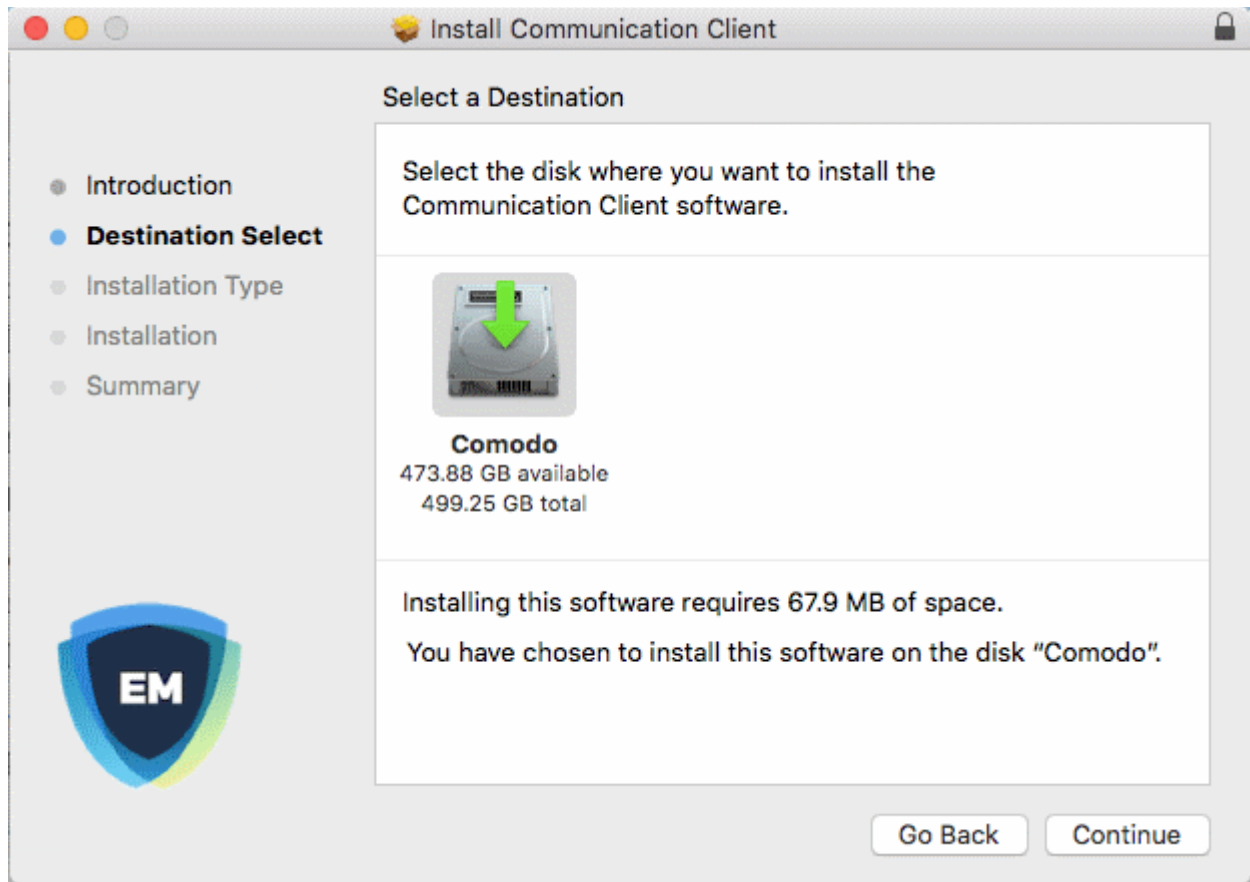 Install Communication Client
Select a Destination
Introduction
Destination Select
Installation Type
Installation
Summary
Select the disk where you want to install the
Communication Client software.
Comodo
473.88 GB available
499.25 GB total
Installing this software requires 67.9 MB of space.
You have chosen to install this software on the disk “Comodo”.
EM
Go Back
Continue